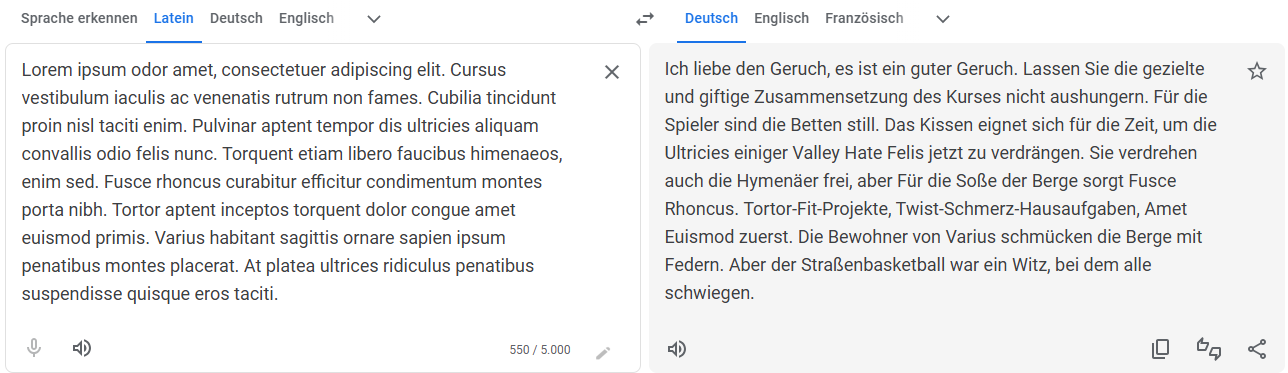 Sprache erkennen Latein Deutsch Englisch
Deutsch Englisch Französisch
Lorem ipsum odor amet, consectetuer adipiscing elit. Cursus
vestibulum iaculis ac venenatis rutrum non fames. Cubilia tincidunt
proin nisl taciti enim. Pulvinar aptent tempor dis ultricies aliquam
convallis odio felis nunc. Torquent etiam libero faucibus himenaeos,
enim sed. Fusce rhoncus curabitur efficitur condimentum montes
porta nibh. Tortor aptent inceptos torquent dolor congue amet
euismod primis. Varius habitant sagittis ornare sapien ipsum
penatibus montes placerat. At platea ultrices ridiculus penatibus
suspendisse quisque eros taciti.
550 / 5.000
Ich liebe den Geruch, es ist ein guter Geruch. Lassen Sie die gezielte
und giftige Zusammensetzung des Kurses nicht aushungern. Für die
Spieler sind die Betten still. Das Kissen eignet sich für die Zeit, um die
Ultricies einiger Valley Hate Felis jetzt zu verdrängen. Sie verdrehen
auch die Hymenäer frei, aber Für die Soße der Berge sorgt Fusce
Rhoncus. Tortor-Fit-Projekte, Twist-Schmerz-Hausaufgaben, Amet
Euismod zuerst. Die Bewohner von Varius schmücken die Berge mit
Federn. Aber der Straßenbasketball war ein Witz, bei dem alle
schwiegen.